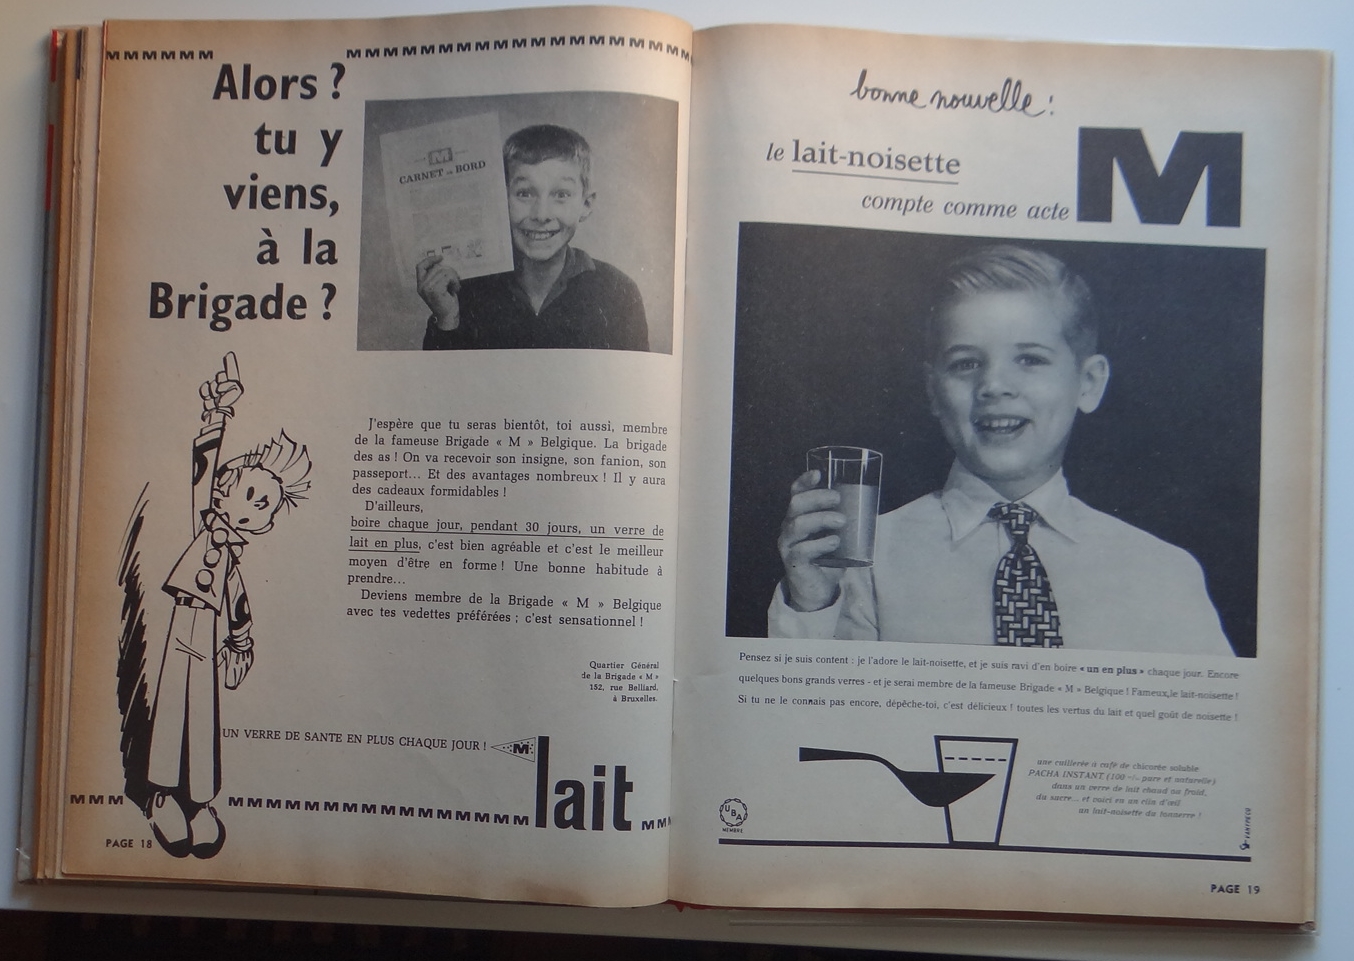 MMMMMM
MMMMMMMMMMMMMMMMMMM
Alors ?
tu y
viens,
à la
Brigade ?
M
CARNET DE BORD
J'espère que tu seras bientôt, toi aussi, membre
de la fameuse Brigade « M » Belgique. La brigade
des as ! On va recevoir son insigne, son fanion, son
passeport... Et des avantages nombreux ! Il y aura
des cadeaux formidables !
D'ailleurs,
boire chaque jour, pendant 30 jours, un verre de
lait en plus, c'est bien agréable et c'est le meilleur
moyen d'être en forme ! Une bonne habitude à
prendre...
Deviens membre de la Brigade « M » Belgique
avec tes vedettes préférées ; c'est sensationnel !
Quartier Général
de la Brigade « M »
152, rue Belliard,
à Bruxelles.
UN VERRE DE SANTE EN PLUS CHAQUE JOUR !
M
lait
MMM
MMMMMMMMMMMMMMMMM
MM
PAGE 18
bonne nouvelle :
le lait-noisette
compte comme acte
M
Pensez si je suis content : je l'adore le lait-noisette, et je suis ravi d'en boire « un en plus » chaque jour. Encore
quelques bons grands verres - et je serai membre de la fameuse Brigade « M » Belgique ! Fameux, le lait-noisette !
Si tu ne le connais pas encore, dépêche-toi, c'est délicieux ! toutes les vertus du lait et quel goût de noisette !
une cuillerée à café de chicorée soluble
PACHA INSTANT (100 % pure et naturelle)
dans un verre de lait chaud ou froid,
du sucre... et voici en un clin d'œil
un lait-noisette du tonnerre !
UBA
MEMBRE
VANYPECO
PAGE 19